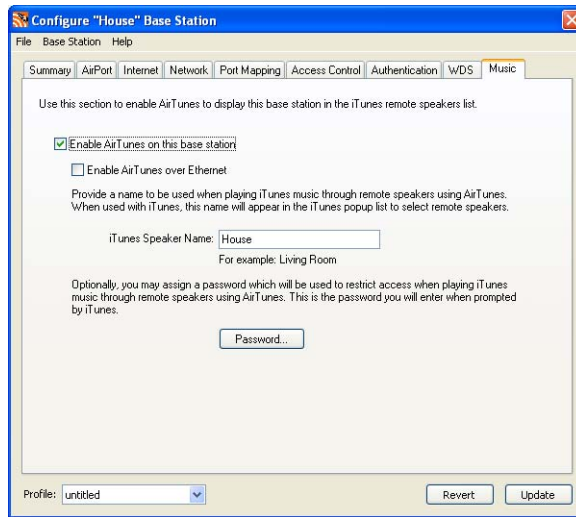 Configure "House" Base Station
File Base Station Help
Summary AirPort Internet Network Port Mapping Access Control Authentication WDS Music
Use this section to enable AirTunes to display this base station in the iTunes remote speakers list.
Enable AirTunes on this base station
Enable AirTunes over Ethernet
Provide a name to be used when playing iTunes music through remote speakers using AirTunes.
When used with iTunes, this name will appear in the iTunes popup list to select remote speakers.
iTunes Speaker Name: House
For example: Living Room
Optionally, you may assign a password which will be used to restrict access when playing iTunes
music through remote speakers using AirTunes. This is the password you will enter when prompted
by iTunes.
Password...
Profile: untitled Revert Update